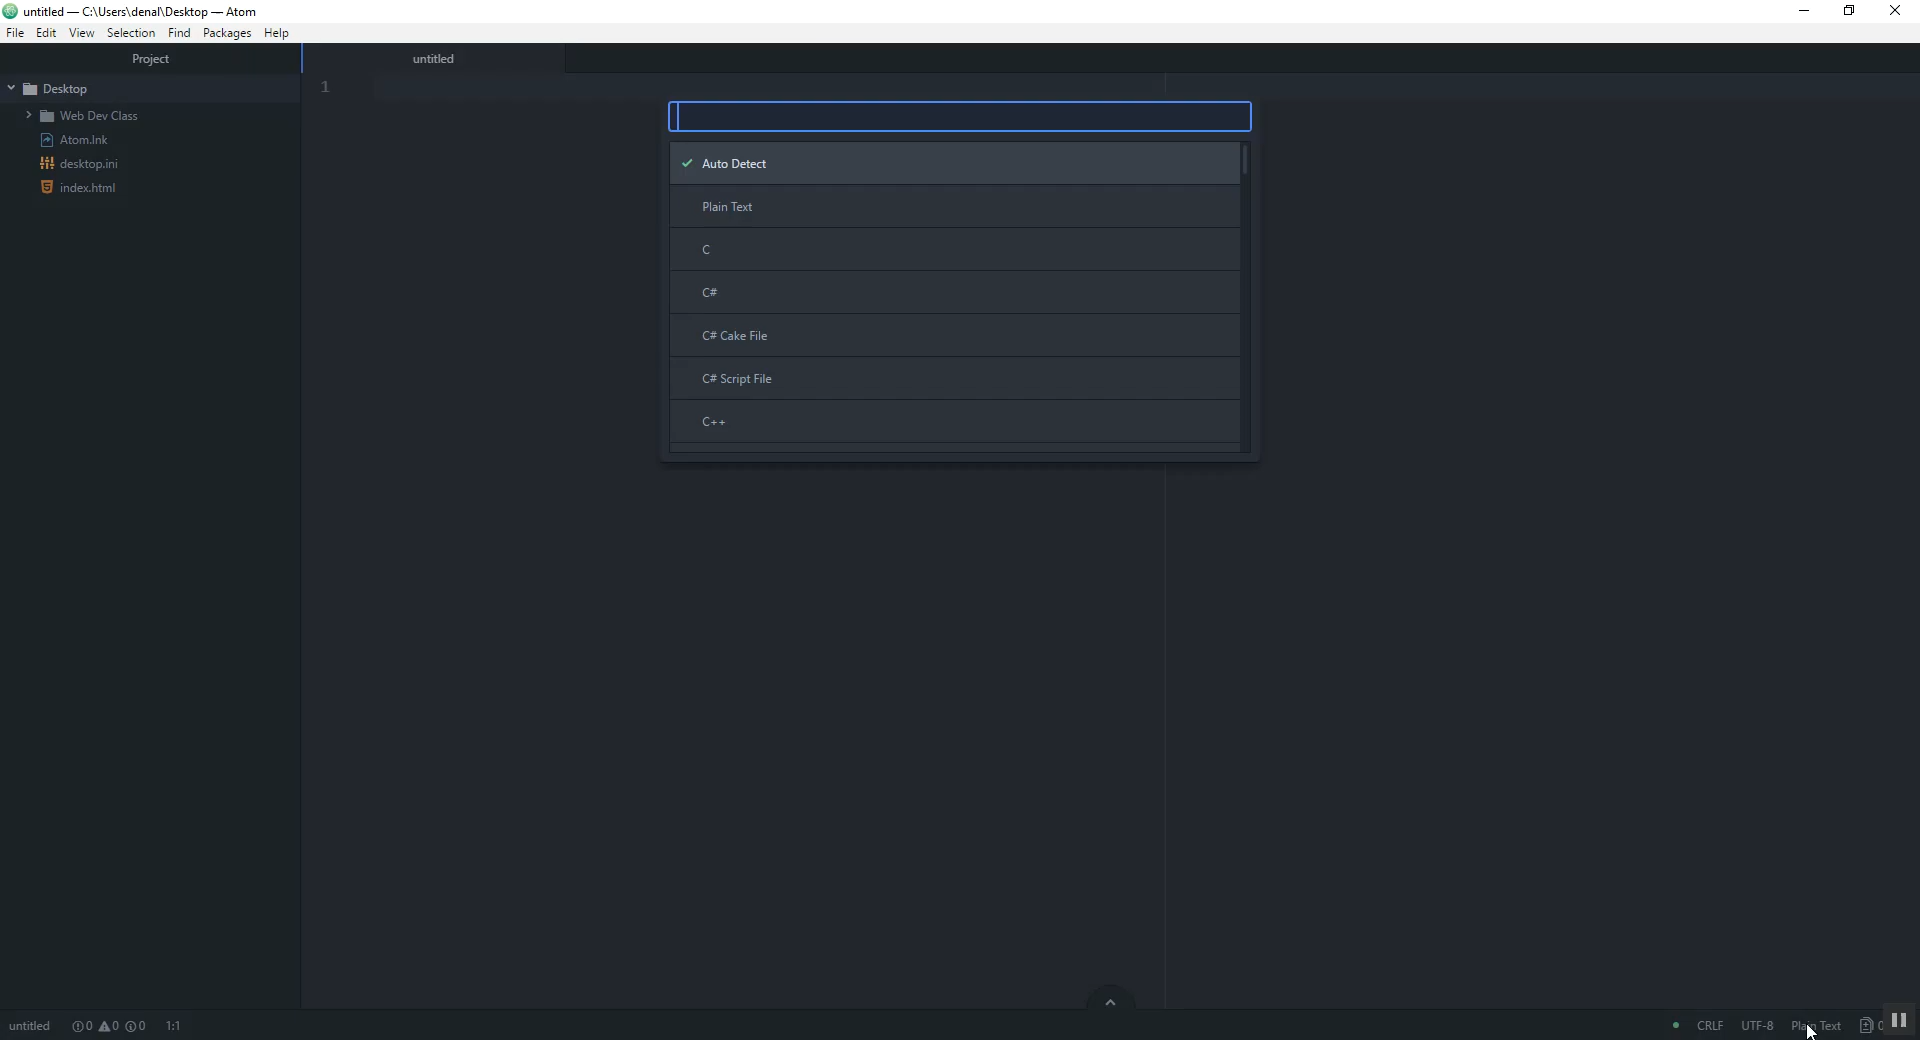 untitled — C:\Users\denal\Desktop — Atom
File Edit View Selection Find Packages Help
Project
untitled
Desktop
1
Web Dev Class
Atom.lnk
desktop.ini
index.html
Auto Detect
Plain Text
C
C#
C# Cake File
C# Script File
C++
untitled 0 0 0 1:1 CRLF UTF-8 Plain Text 0